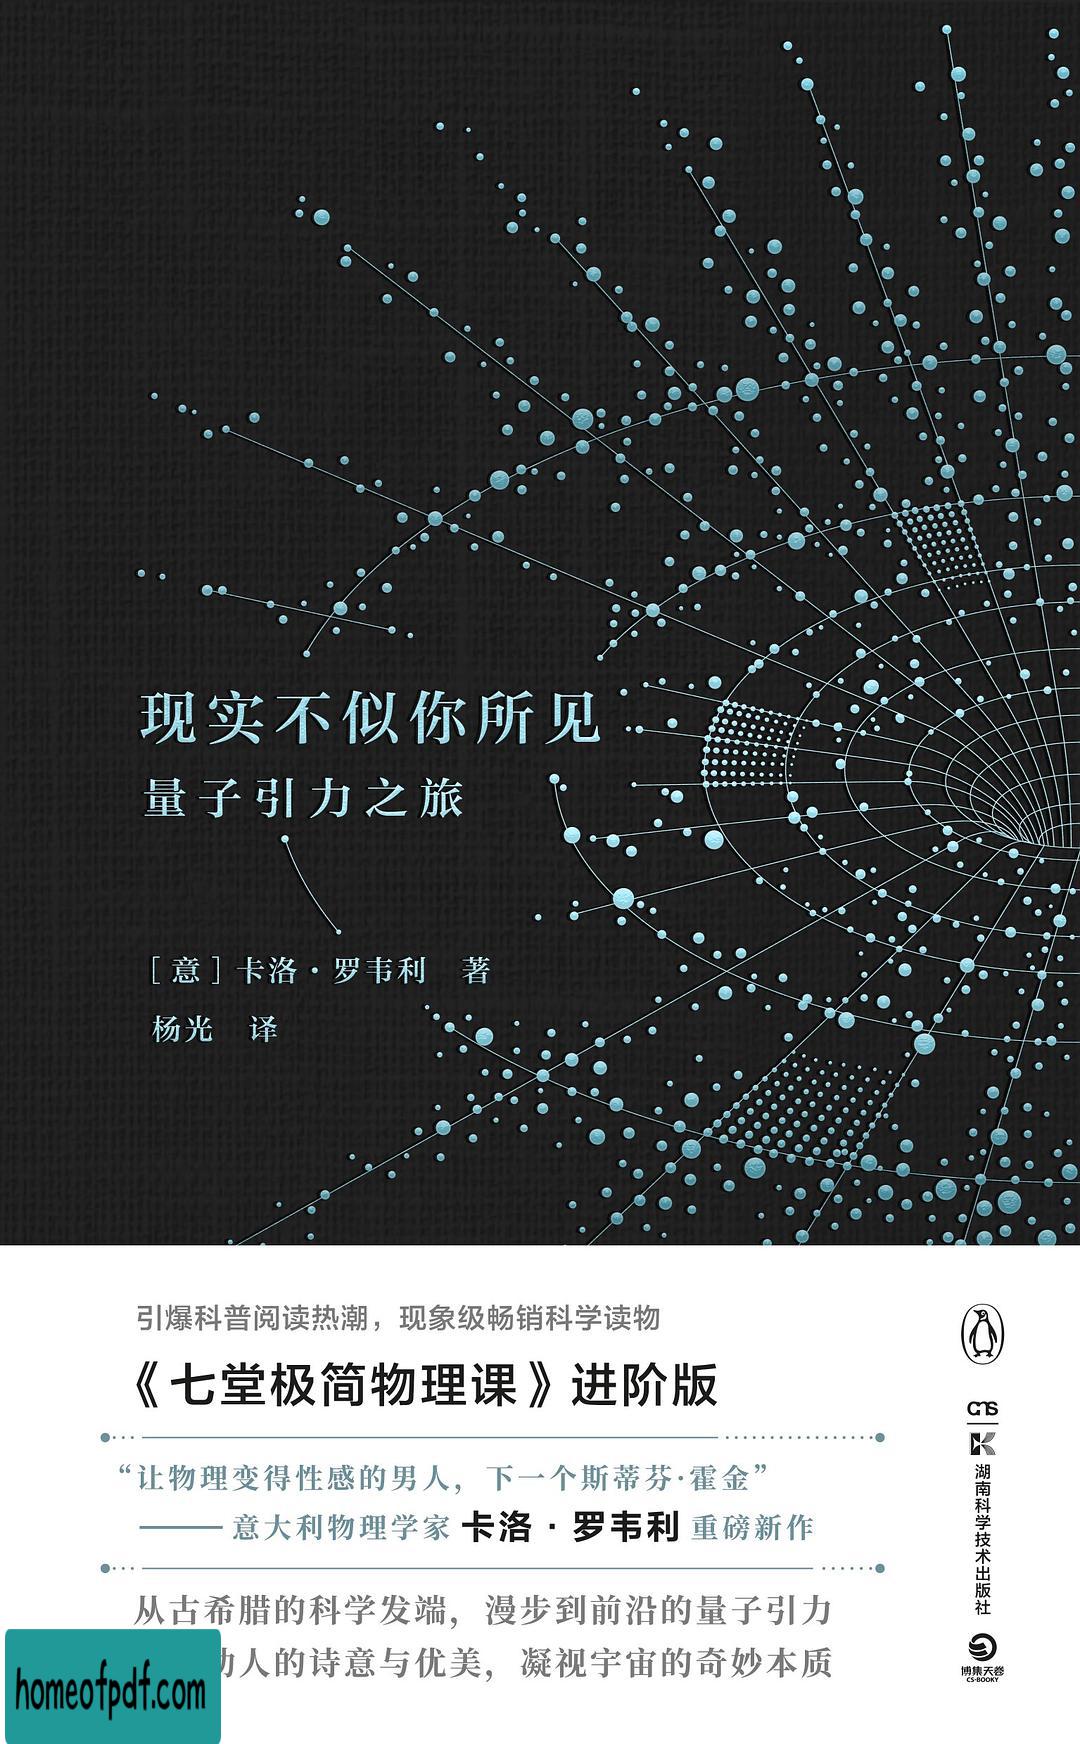 现实不似你所见
量子引力之旅
[意]卡洛·罗韦利 著
杨光 译
引爆科普阅读热潮，现象级畅销科学读物
《七堂极简物理课》进阶版
“让物理变得性感的男人，下一个斯蒂芬·霍金”
——意大利物理学家 卡洛·罗韦利 重磅新作
从古希腊的科学发端，漫步到前沿的量子引力
人的诗意与优美，凝视宇宙的奇妙本质
CNS
湖南科学技术出版社
博集天卷
CS-BOOKY
homeofpdf.com